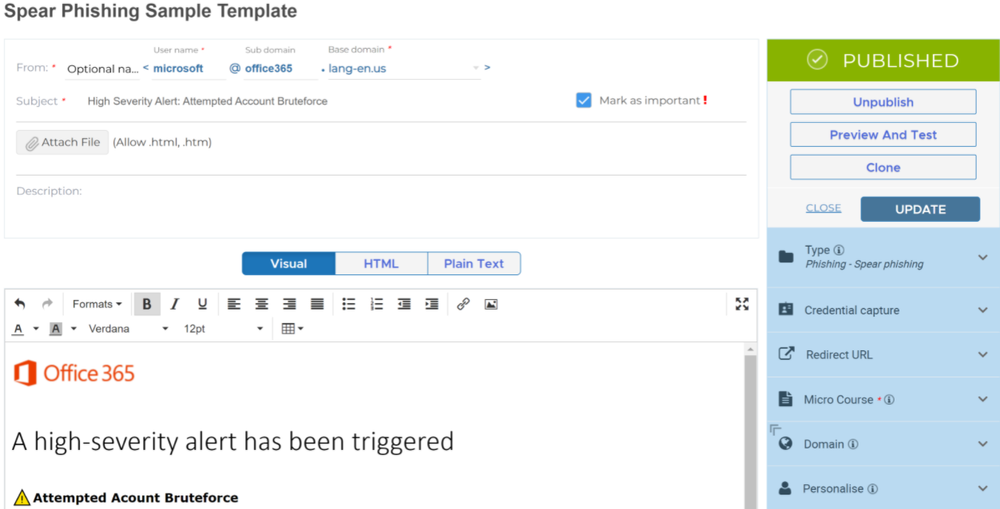 Spear Phishing Sample Template
User name * Sub domain Base domain *
From: * Optional na... < microsoft @ office365 . lang-en.us >
Subject * High Severity Alert: Attempted Account Bruteforce Mark as important !
Attach File (Allow .html, .htm)
Description:
PUBLISHED
Unpublish
Preview And Test
Clone
CLOSE UPDATE
Visual HTML Plain Text
Formats B I U
A A Verdana 12pt
Office 365
A high-severity alert has been triggered
Attempted Acount Bruteforce
Type
Phishing - Spear phishing
Credential capture
Redirect URL
Micro Course *
Domain
Personalise